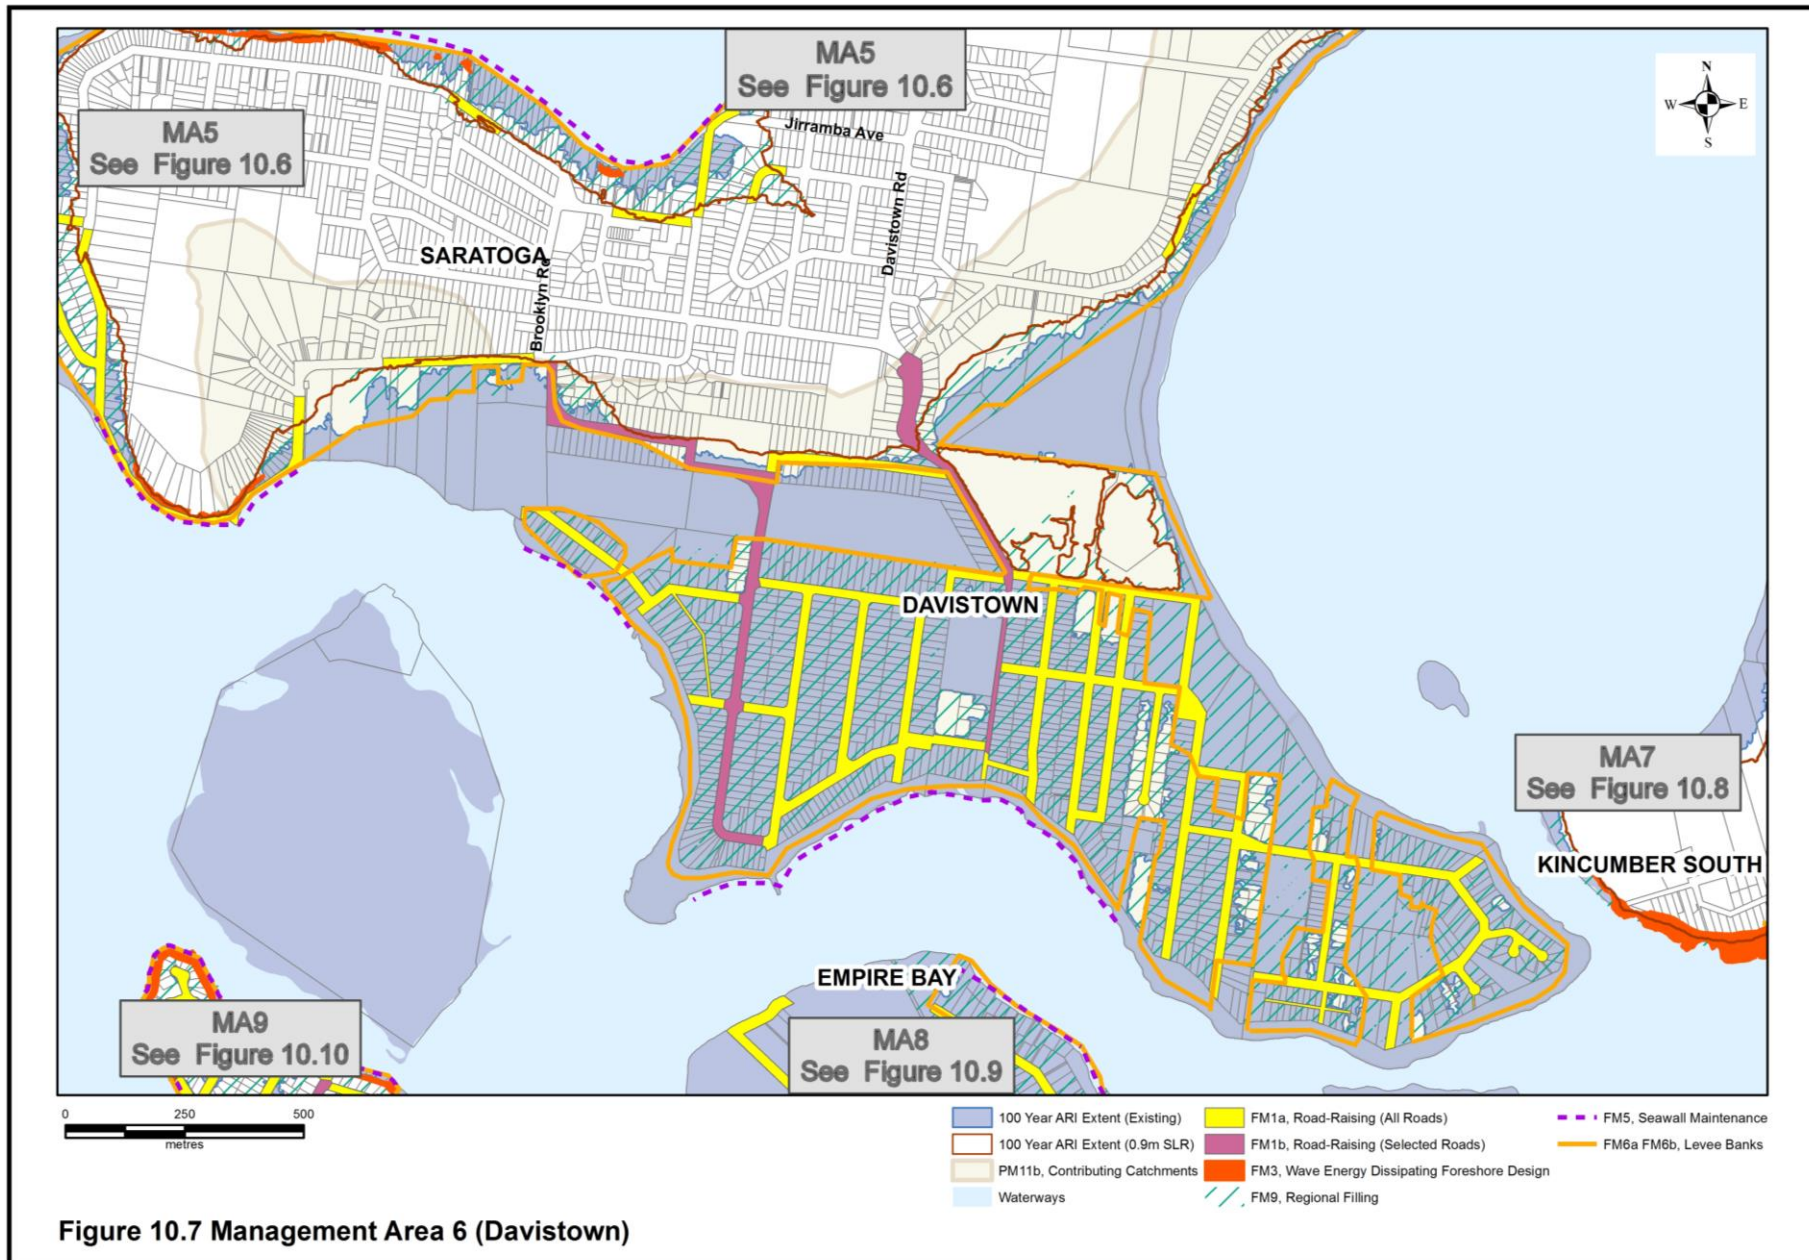 MA5
See Figure 10.6
N
W E
S
MA5
See Figure 10.6
Jirramba Ave
Davistown Rd
SARATOGA
Brooklyn Rd
DAVISTOWN
MA7
See Figure 10.8
KINCUMBER SOUTH
EMPIRE BAY
MA9
See Figure 10.10
MA8
See Figure 10.9
0 250 500
metres
100 Year ARI Extent (Existing)
100 Year ARI Extent (0.9m SLR)
PM11b, Contributing Catchments
Waterways
FM1a, Road-Raising (All Roads)
FM1b, Road-Raising (Selected Roads)
FM3, Wave Energy Dissipating Foreshore Design
FM9, Regional Filling
FM5, Seawall Maintenance
FM6a FM6b, Levee Banks
Figure 10.7 Management Area 6 (Davistown)